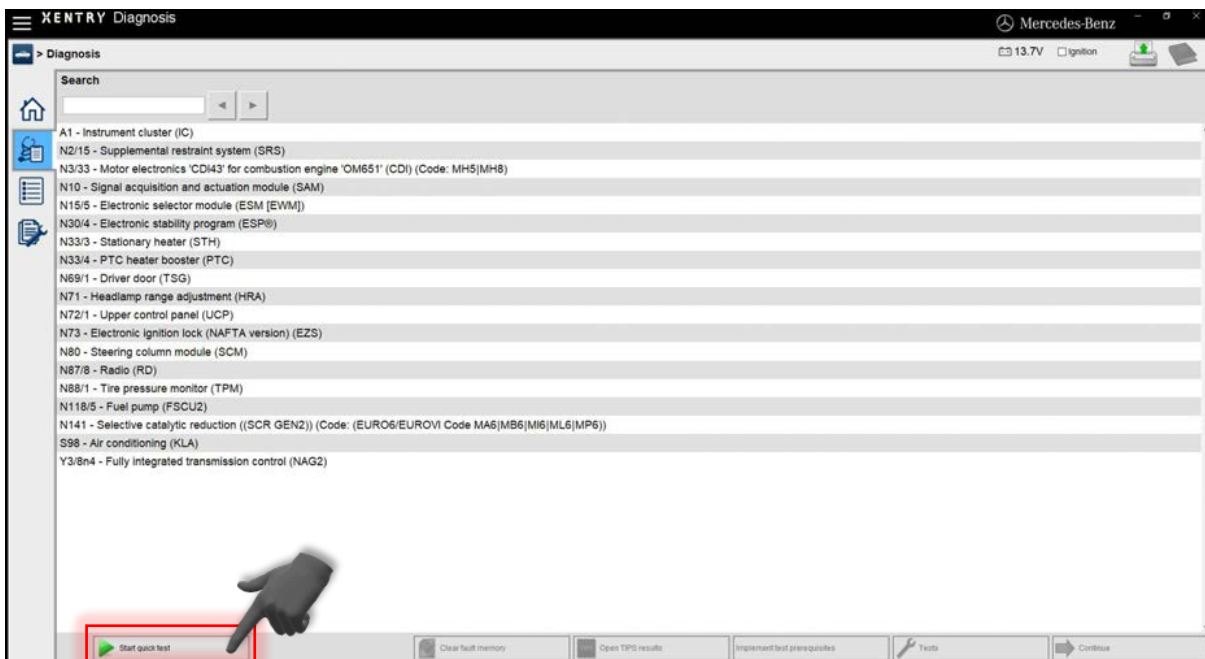 XENTRY Diagnosis
Mercedes-Benz
> Diagnosis
13.7V
Ignition
Search
A1 - Instrument cluster (IC)
N2/15 - Supplemental restraint system (SRS)
N3/33 - Motor electronics 'CDI43' for combustion engine 'OM651' (CDI) (Code: MH5|MH8)
N10 - Signal acquisition and actuation module (SAM)
N15/5 - Electronic selector module (ESM [EWM])
N30/4 - Electronic stability program (ESP®)
N33/3 - Stationary heater (STH)
N33/4 - PTC heater booster (PTC)
N69/1 - Driver door (TSG)
N71 - Headlamp range adjustment (HRA)
N72/1 - Upper control panel (UCP)
N73 - Electronic ignition lock (NAFTA version) (EZS)
N80 - Steering column module (SCM)
N87/8 - Radio (RD)
N88/1 - Tire pressure monitor (TPM)
N118/5 - Fuel pump (FSCU2)
N141 - Selective catalytic reduction ((SCR GEN2)) (Code: (EURO6/EUROVI Code MA6|MB6|MI6|ML6|MP6))
S98 - Air conditioning (KLA)
Y3/8n4 - Fully integrated transmission control (NAG2)
Start quick test
Clear fault memory
Open TIPS results
Implement test prerequisites
Tests
Continue